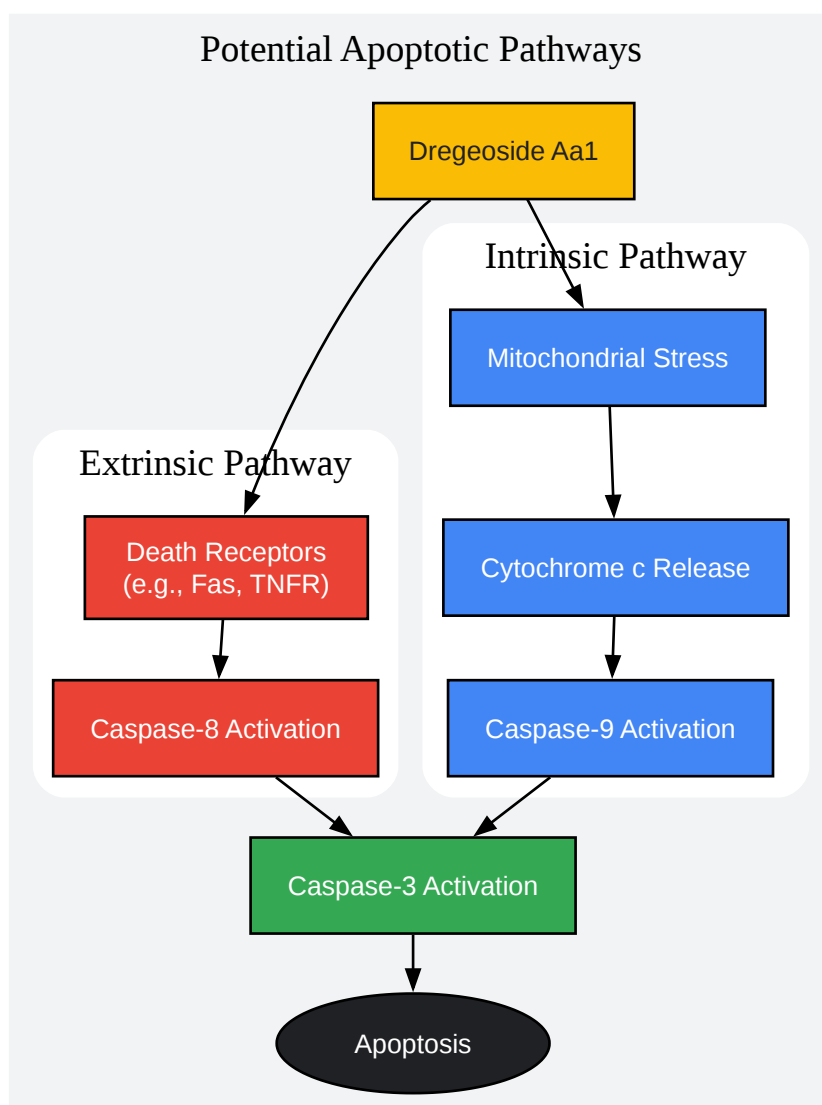 Potential Apoptotic Pathways
Dregeoside Aa1
Intrinsic Pathway
Mitochondrial Stress
Extrinsic Pathway
Death Receptors
(e.g., Fas, TNFR)
Cytochrome c Release
Caspase-8 Activation
Caspase-9 Activation
Caspase-3 Activation
Apoptosis